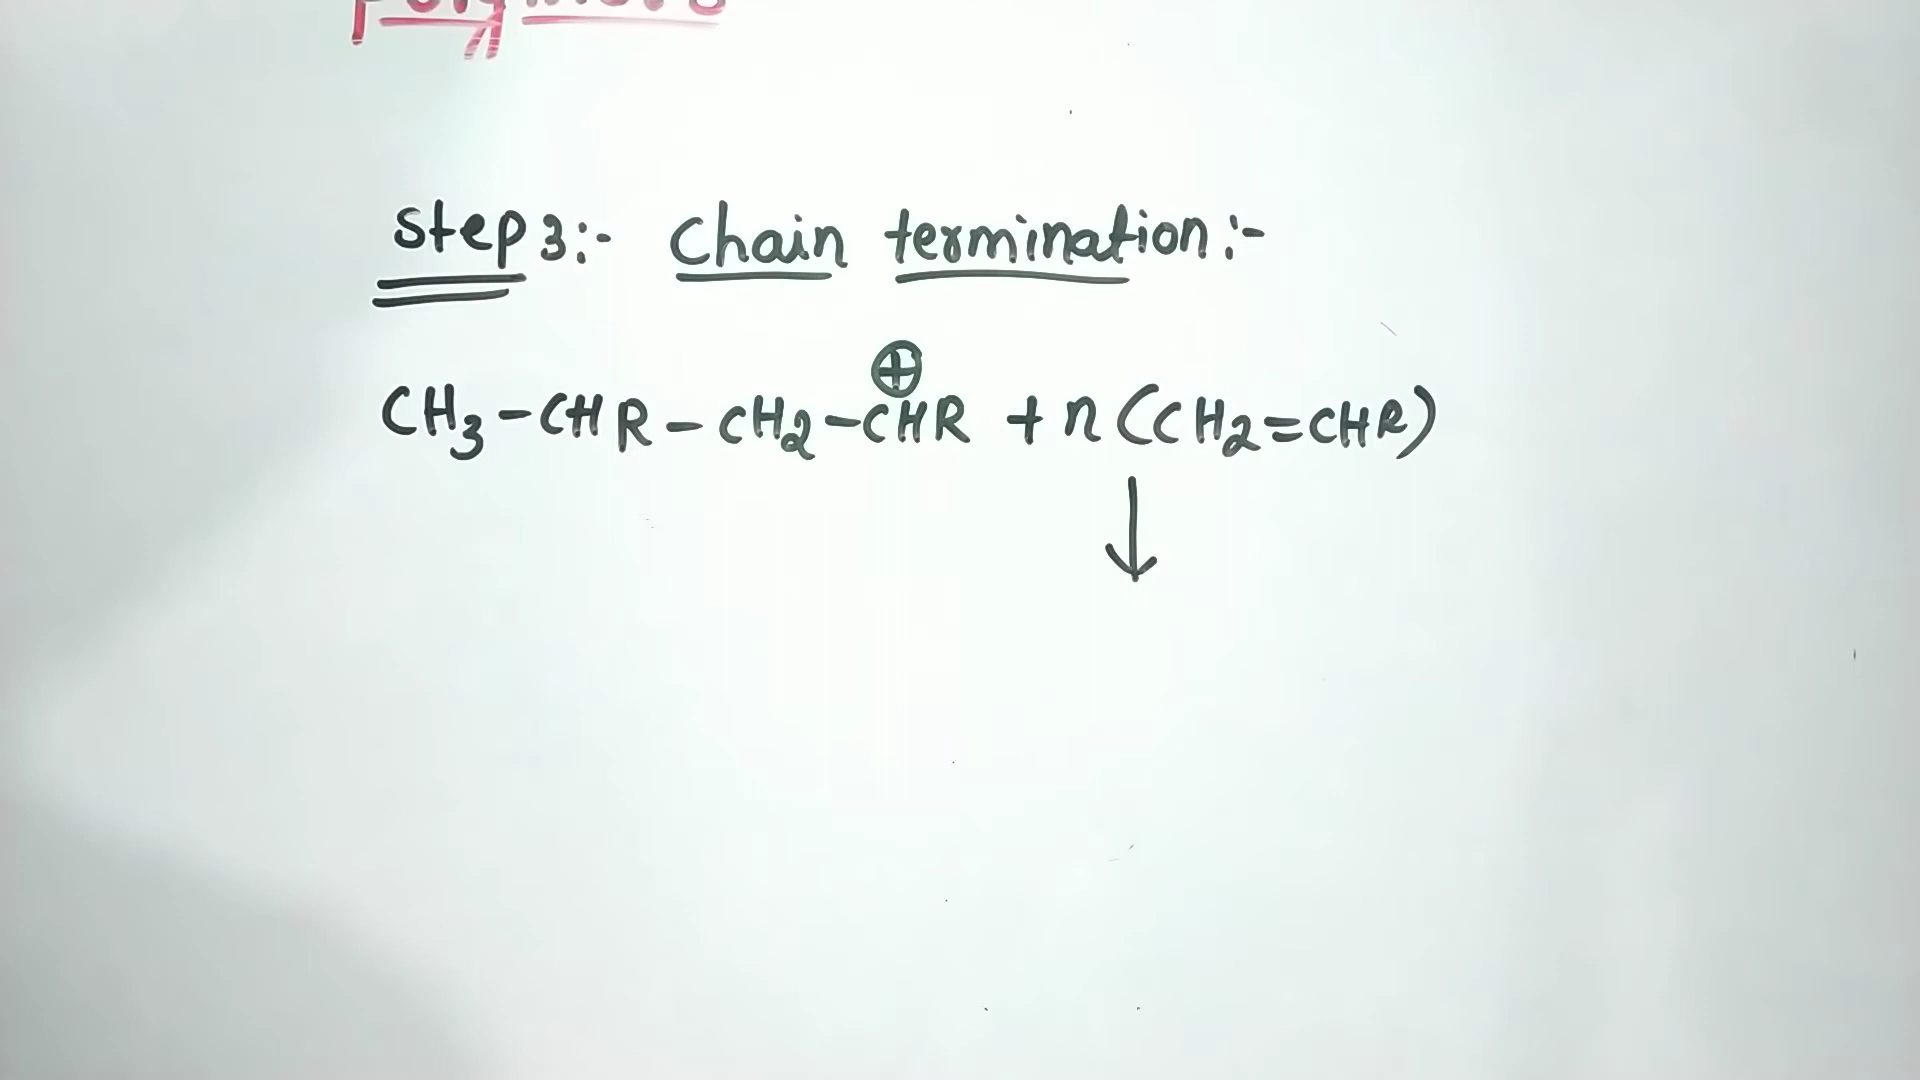 Step 3:- Chain termination:-
⊕
CH3-CHR-CH2-CHR + n(CH2=CHR)
↓